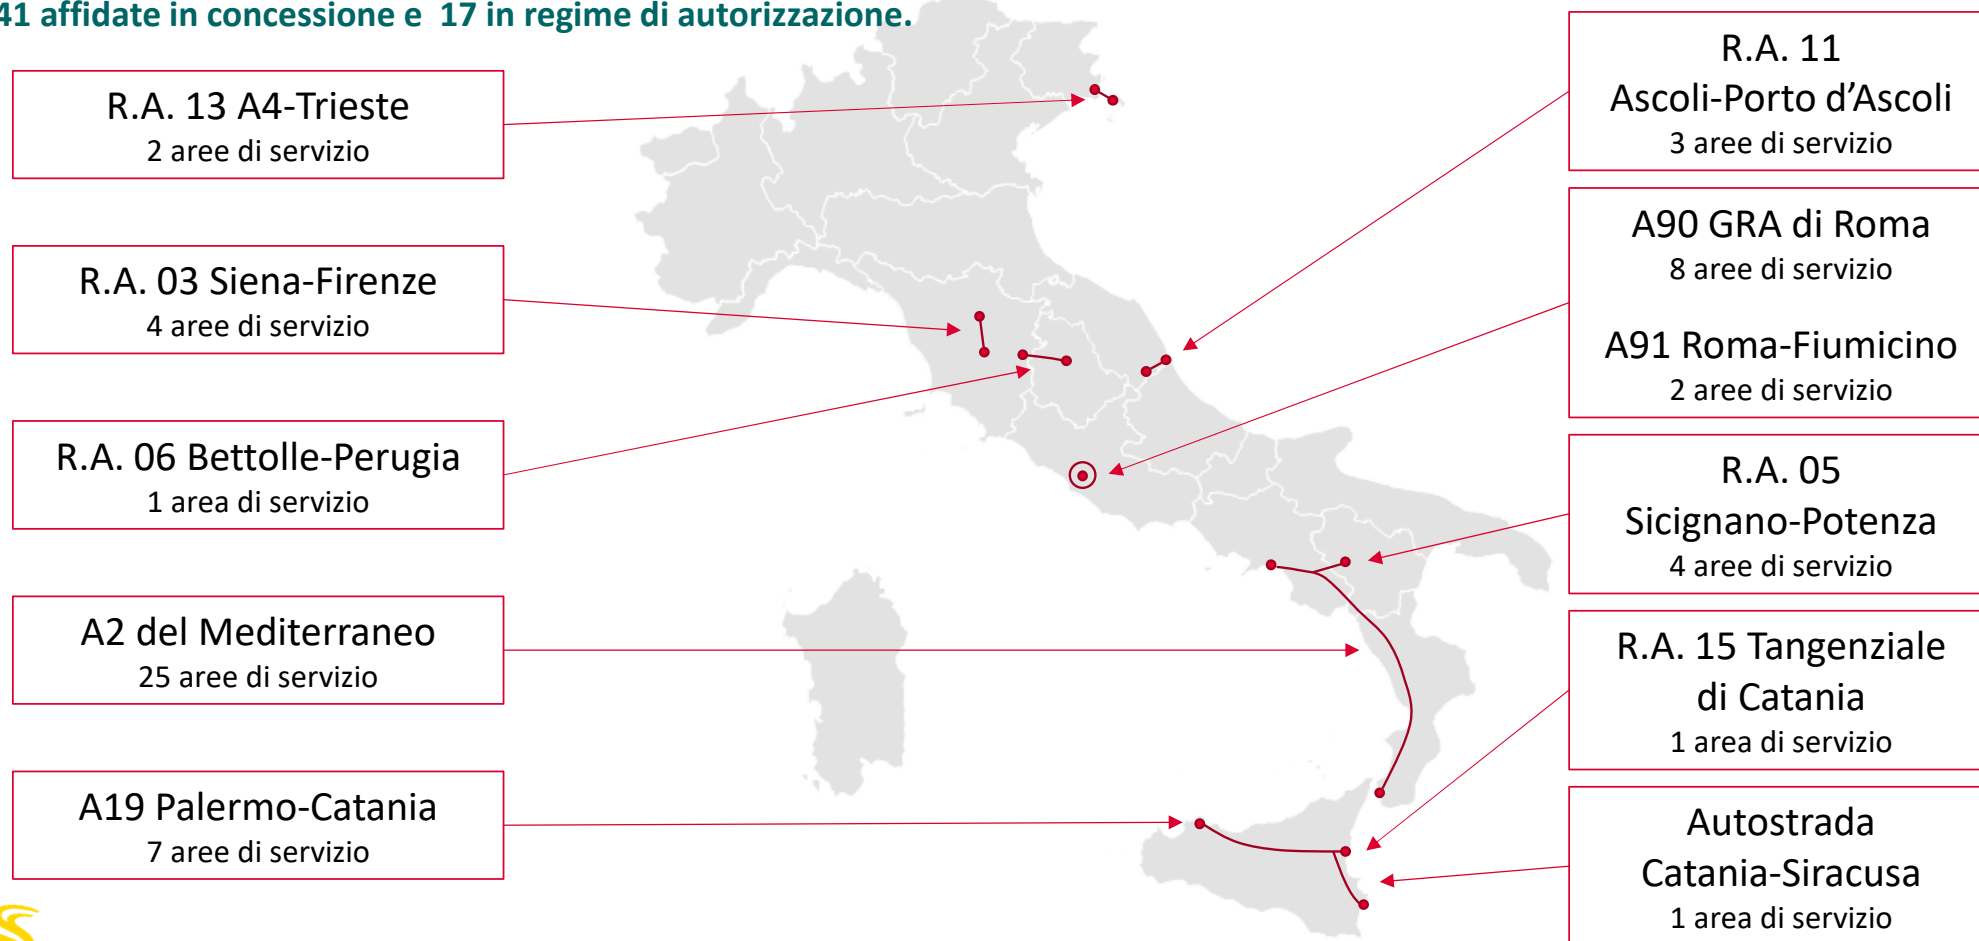 41 affidate in concessione e 17 in regime di autorizzazione.
R.A. 13 A4-Trieste
2 aree di servizio
R.A. 03 Siena-Firenze
4 aree di servizio
R.A. 06 Bettolle-Perugia
1 area di servizio
A2 del Mediterraneo
25 aree di servizio
A19 Palermo-Catania
7 aree di servizio
R.A. 11
Ascoli-Porto d’Ascoli
3 aree di servizio
A90 GRA di Roma
8 aree di servizio
A91 Roma-Fiumicino
2 aree di servizio
R.A. 05
Sicignano-Potenza
4 aree di servizio
R.A. 15 Tangenziale
di Catania
1 area di servizio
Autostrada
Catania-Siracusa
1 area di servizio